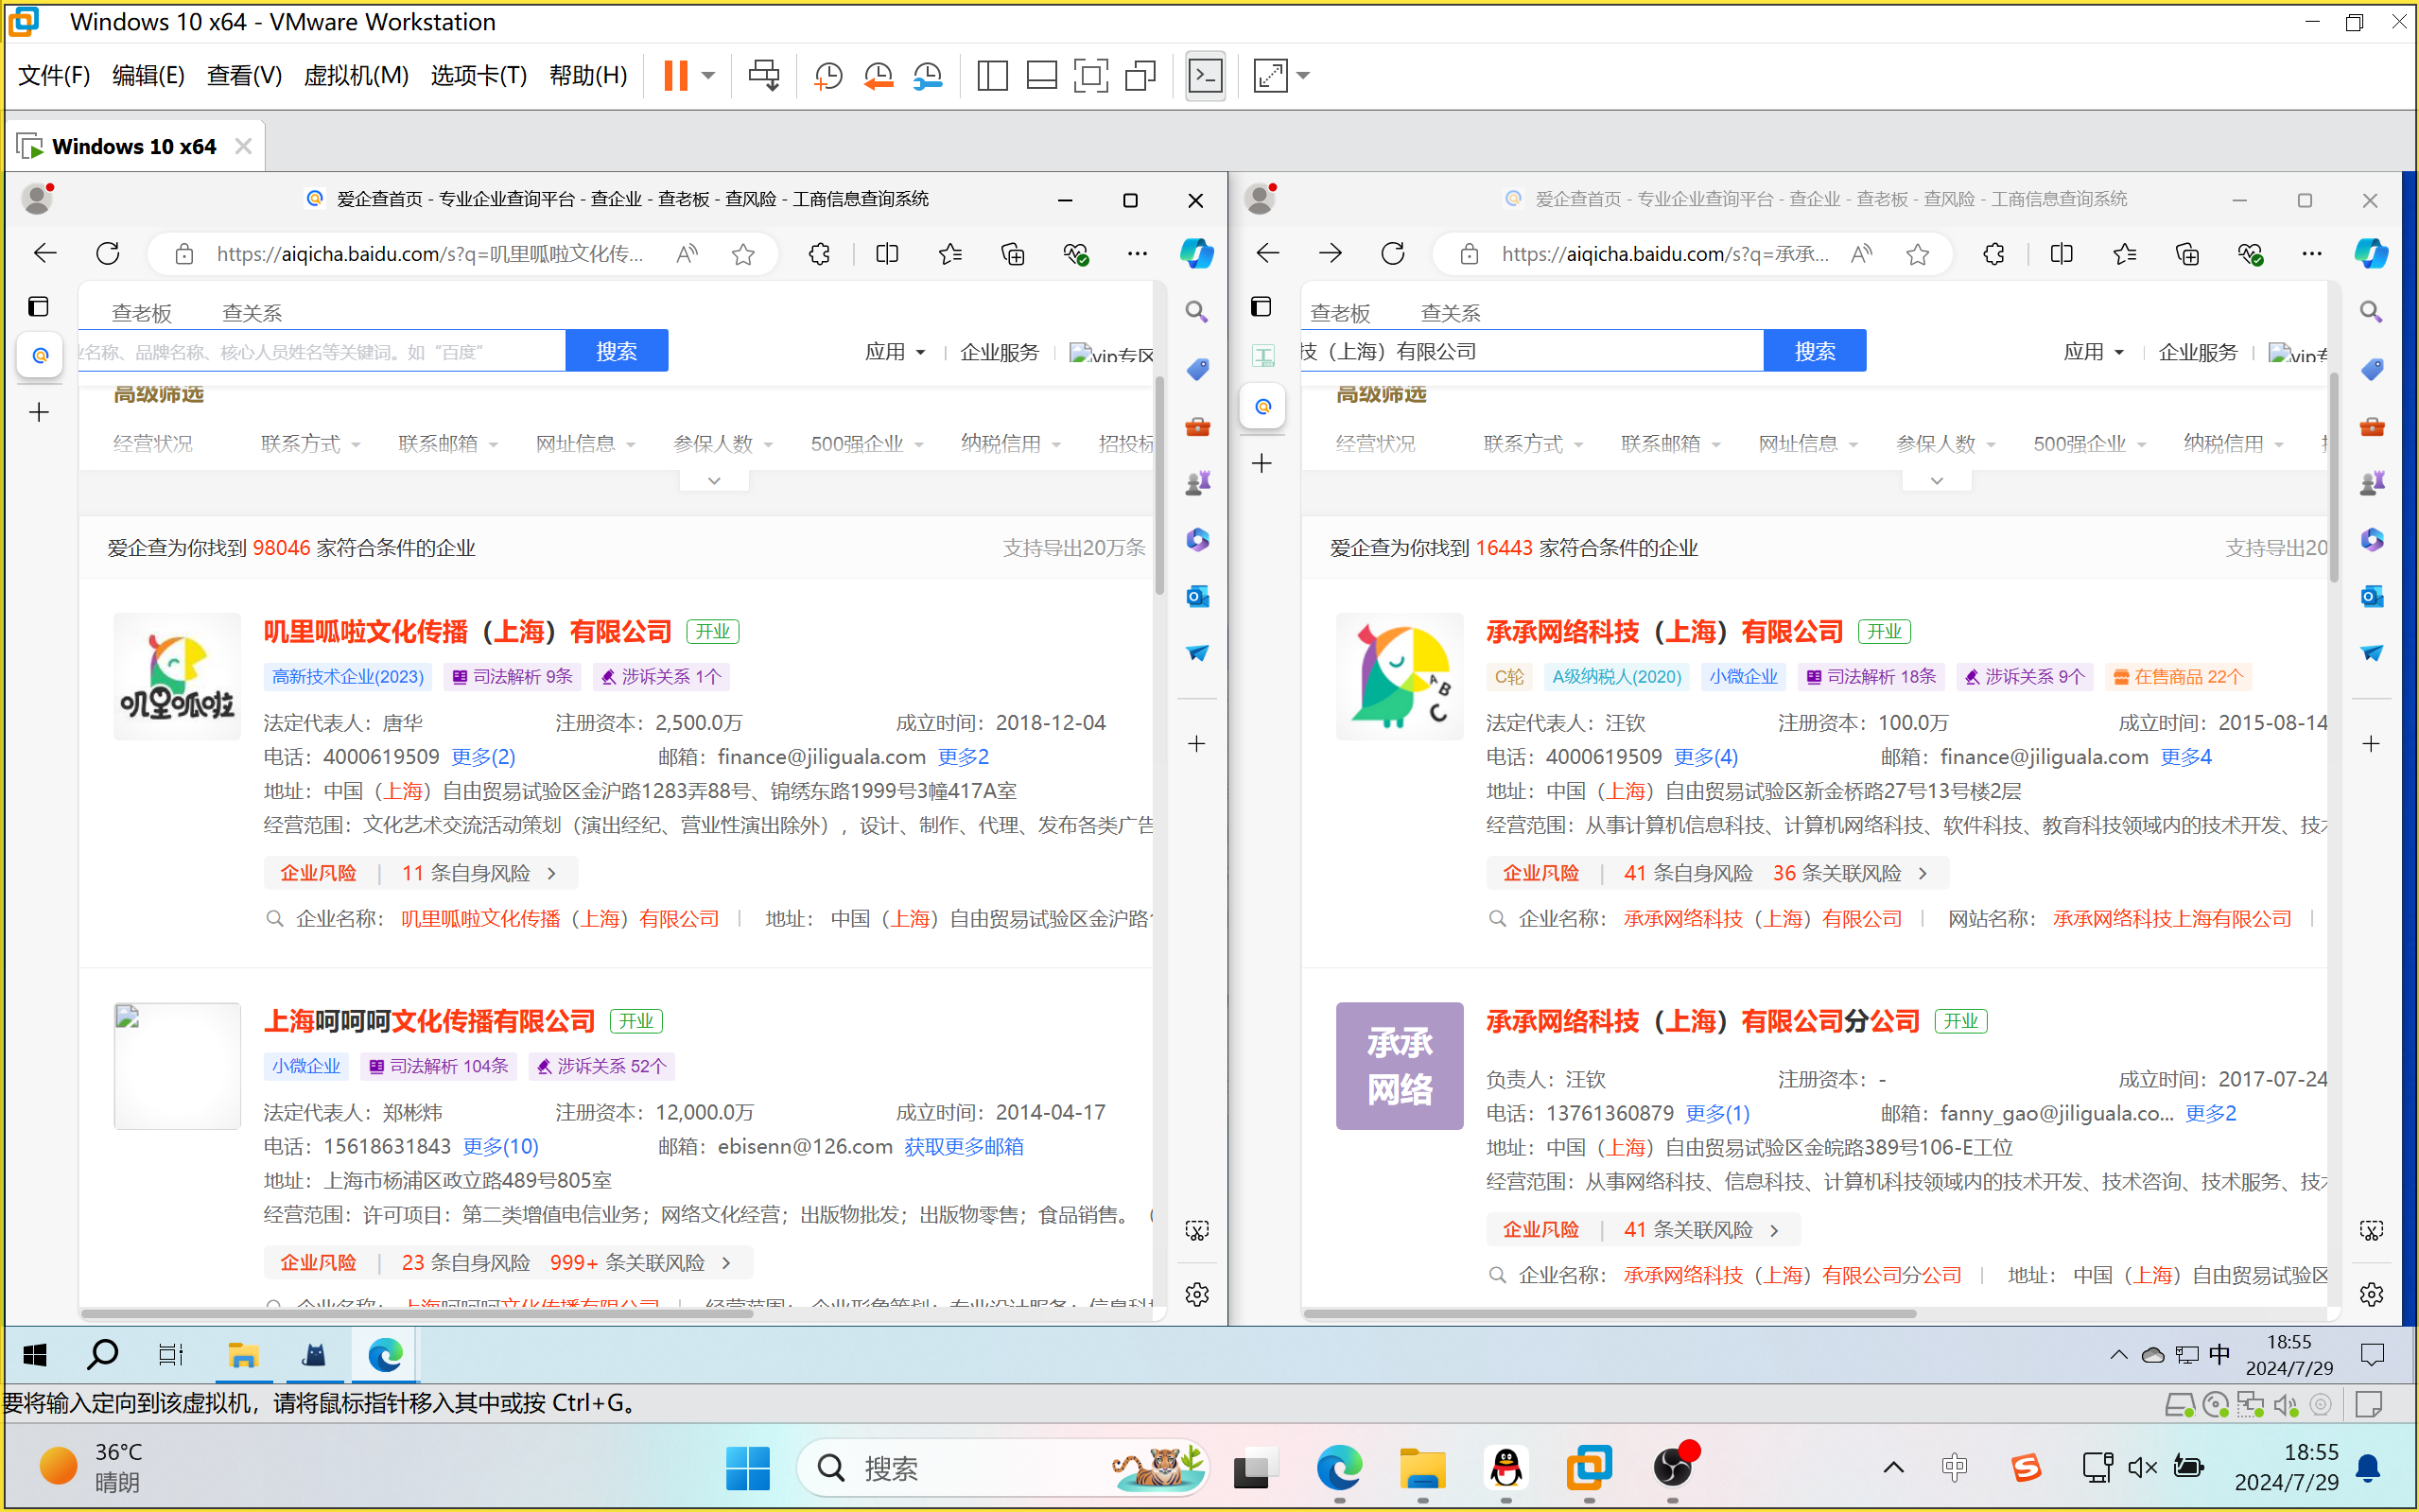 Windows 10 x64 - VMware Workstation
文件(F) 编辑(E) 查看(V) 虚拟机(M) 选项卡(T) 帮助(H)
Windows 10 x64
爱企查首页 - 专业企业查询平台 - 查企业 - 查老板 - 查风险 - 工商信息查询系统
https://aiqicha.baidu.com/s?q=叽里呱啦文化传...
查老板 查关系
业名称、品牌名称、核心人员姓名等关键词。如“百度” 搜索 应用 企业服务 vip专区
高级筛选
经营状况 联系方式 联系邮箱 网址信息 参保人数 500强企业 纳税信用 招投标
爱企查为你找到 98046 家符合条件的企业 支持导出20万条
叽里呱啦
叽里呱啦文化传播（上海）有限公司 开业
高新技术企业(2023) 司法解析 9条 涉诉关系 1个
法定代表人：唐华 注册资本：2,500.0万 成立时间：2018-12-04
电话：4000619509 更多(2) 邮箱：finance@jiliguala.com 更多2
地址：中国（上海）自由贸易试验区金沪路1283弄88号、锦绣东路1999号3幢417A室
经营范围：文化艺术交流活动策划（演出经纪、营业性演出除外），设计、制作、代理、发布各类广告
企业风险 11 条自身风险
企业名称：叽里呱啦文化传播（上海）有限公司 地址：中国（上海）自由贸易试验区金沪路
上海呵呵呵文化传播有限公司 开业
小微企业 司法解析 104条 涉诉关系 52个
法定代表人：郑彬炜 注册资本：12,000.0万 成立时间：2014-04-17
电话：15618631843 更多(10) 邮箱：ebisenn@126.com 获取更多邮箱
地址：上海市杨浦区政立路489号805室
经营范围：许可项目：第二类增值电信业务；网络文化经营；出版物批发；出版物零售；食品销售。（
企业风险 23 条自身风险 999+ 条关联风险
企业名称：上海呵呵呵文化传播有限公司 经营范围：企业形象策划；专业设计服务；信息科
爱企查首页 - 专业企业查询平台 - 查企业 - 查老板 - 查风险 - 工商信息查询系统
https://aiqicha.baidu.com/s?q=承承...
查老板 查关系
技（上海）有限公司 搜索 应用 企业服务 vip专
高级筛选
经营状况 联系方式 联系邮箱 网址信息 参保人数 500强企业 纳税信用
爱企查为你找到 16443 家符合条件的企业 支持导出20
A B C
承承网络科技（上海）有限公司 开业
C轮 A级纳税人(2020) 小微企业 司法解析 18条 涉诉关系 9个 在售商品 22个
法定代表人：汪钦 注册资本：100.0万 成立时间：2015-08-14
电话：4000619509 更多(4) 邮箱：finance@jiliguala.com 更多4
地址：中国（上海）自由贸易试验区新金桥路27号13号楼2层
经营范围：从事计算机信息科技、计算机网络科技、软件科技、教育科技领域内的技术开发、技
企业风险 41 条自身风险 36 条关联风险
企业名称：承承网络科技（上海）有限公司 网站名称：承承网络科技上海有限公司
承承
网络
承承网络科技（上海）有限公司分公司 开业
负责人：汪钦 注册资本：- 成立时间：2017-07-24
电话：13761360879 更多(1) 邮箱：fanny_gao@jiliguala.co... 更多2
地址：中国（上海）自由贸易试验区金皖路389号106-E工位
经营范围：从事网络科技、信息科技、计算机科技领域内的技术开发、技术咨询、技术服务、技
企业风险 41 条关联风险
企业名称：承承网络科技（上海）有限公司分公司 地址：中国（上海）自由贸易试验区
中 18:55
2024/7/29
要将输入定向到该虚拟机，请将鼠标指针移入其中或按 Ctrl+G。
36°C
晴朗
搜索
中
18:55
2024/7/29